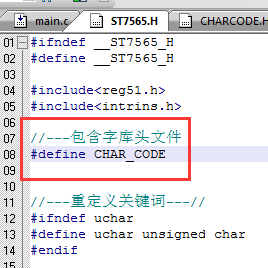 main.c ST7565.H CHARCODE.H
01 #ifndef __ST7565_H
02 #define __ST7565_H
03
04 #include<reg51.h>
05 #include<intrins.h>
06
07 //---包含字库头文件
08 #define CHAR_CODE
09
10
11 //---重定义关键词---//
12 #ifndef uchar
13 #define uchar unsigned char
14 #endif